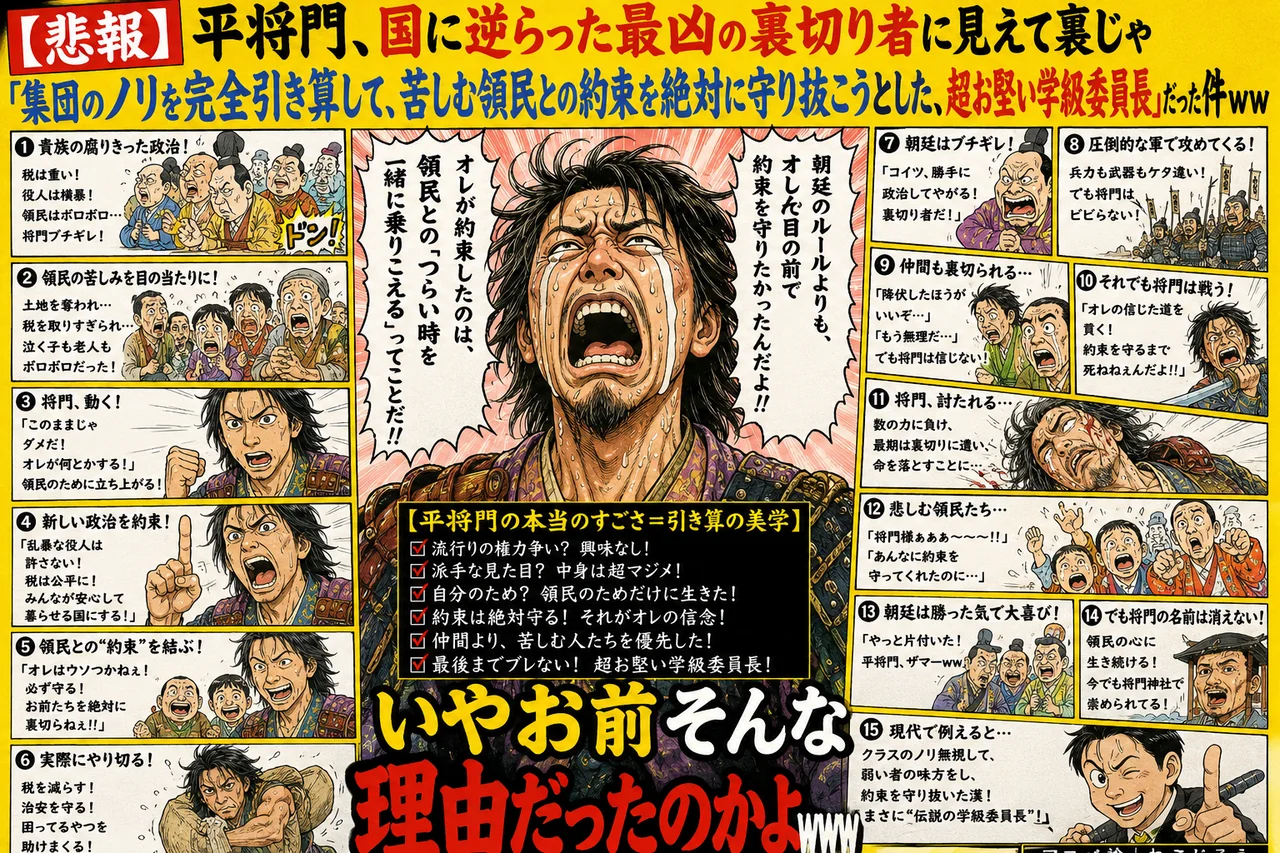 【悲報】平将門、国に逆らった最凶の裏切り者に見えて裏じゃ
「集団のノリを完全引き算して、苦しむ領民との約束を絶対に守り抜こうとした、超お堅い学級委員長」だった件ww
1 貴族の腐りきった政治!
税は重い!
役人は横暴!
領民はボロボロ…
将門ブチギレ!
ドン!
2 領民の苦しみを目の当たりに!
土地を奪われ…
税を取りすぎられ…
泣く子も老人も
ボロボロだった!
3 将門、動く!
「このままじゃ
ダメだ!
オレが何とかする!」
領民のために立ち上がる!
4 新しい政治を約束!
「乱暴な役人は
許さない!
税は公平に!
みんなが安心して
暮らせる国にする!」
5 領民との“約束”を結ぶ!
「オレはウソつかねぇ!
必ず守る!
お前たちを絶対に
裏切らねぇ!!」
6 実際にやり切る!
税を減らす!
治安を守る!
困ってるやつを
助けまくる!
朝廷のルールよりも、
オレは目の前で
約束を守りたかったんだよ!!
オレが約束したのは、
領民との「つらい時を
一緒に乗りこえる」ってことだ!!
【平将門の本当のすごさ=引き算の美学】
流行りの権力争い? 興味なし!
派手な見た目? 中身は超マジメ!
自分のため? 領民のためだけに生きた!
約束は絶対守る! それがオレの信念!
仲間より、苦しむ人たちを優先した!
最後までブレない! 超お堅い学級委員長!
いやお前そんな
理由だったのかよwww
7 朝廷はブチギレ!
「コイツ、勝手に
政治してやがる!
裏切り者だ!」
8 圧倒的な軍で攻めてくる!
兵力も武器もケタ違い!
でも将門は
ビビらない!
9 仲間も裏切られる…
「降伏したほうが
いいぞ…」
「もう無理だ…」
でも将門は信じない!
10 それでも将門は戦う!
「オレの信じた道を
貫く!
約束を守るまで
死ねねぇんだよ!!」
11 将門、討たれる…
数の力に負け、
最期は裏切りに遭い、
命を落とすことに…
12 悲しむ領民たち…
「将門様ぁぁぁ〜〜〜!!」
「あんなに約束を
守ってくれたのに…」
13 朝廷は勝った気で大喜び!
「やっと片付いた!
平将門、ザマーww」
14 でも将門の名前は消えない!
領民の心に
生き続ける!
今でも将門神社で
崇められてる!
15 現代で例えると…
クラスのノリ無視して、
弱い者の味方をし、
約束を守り抜いた漢!
まさに“伝説の学級委員長”!」